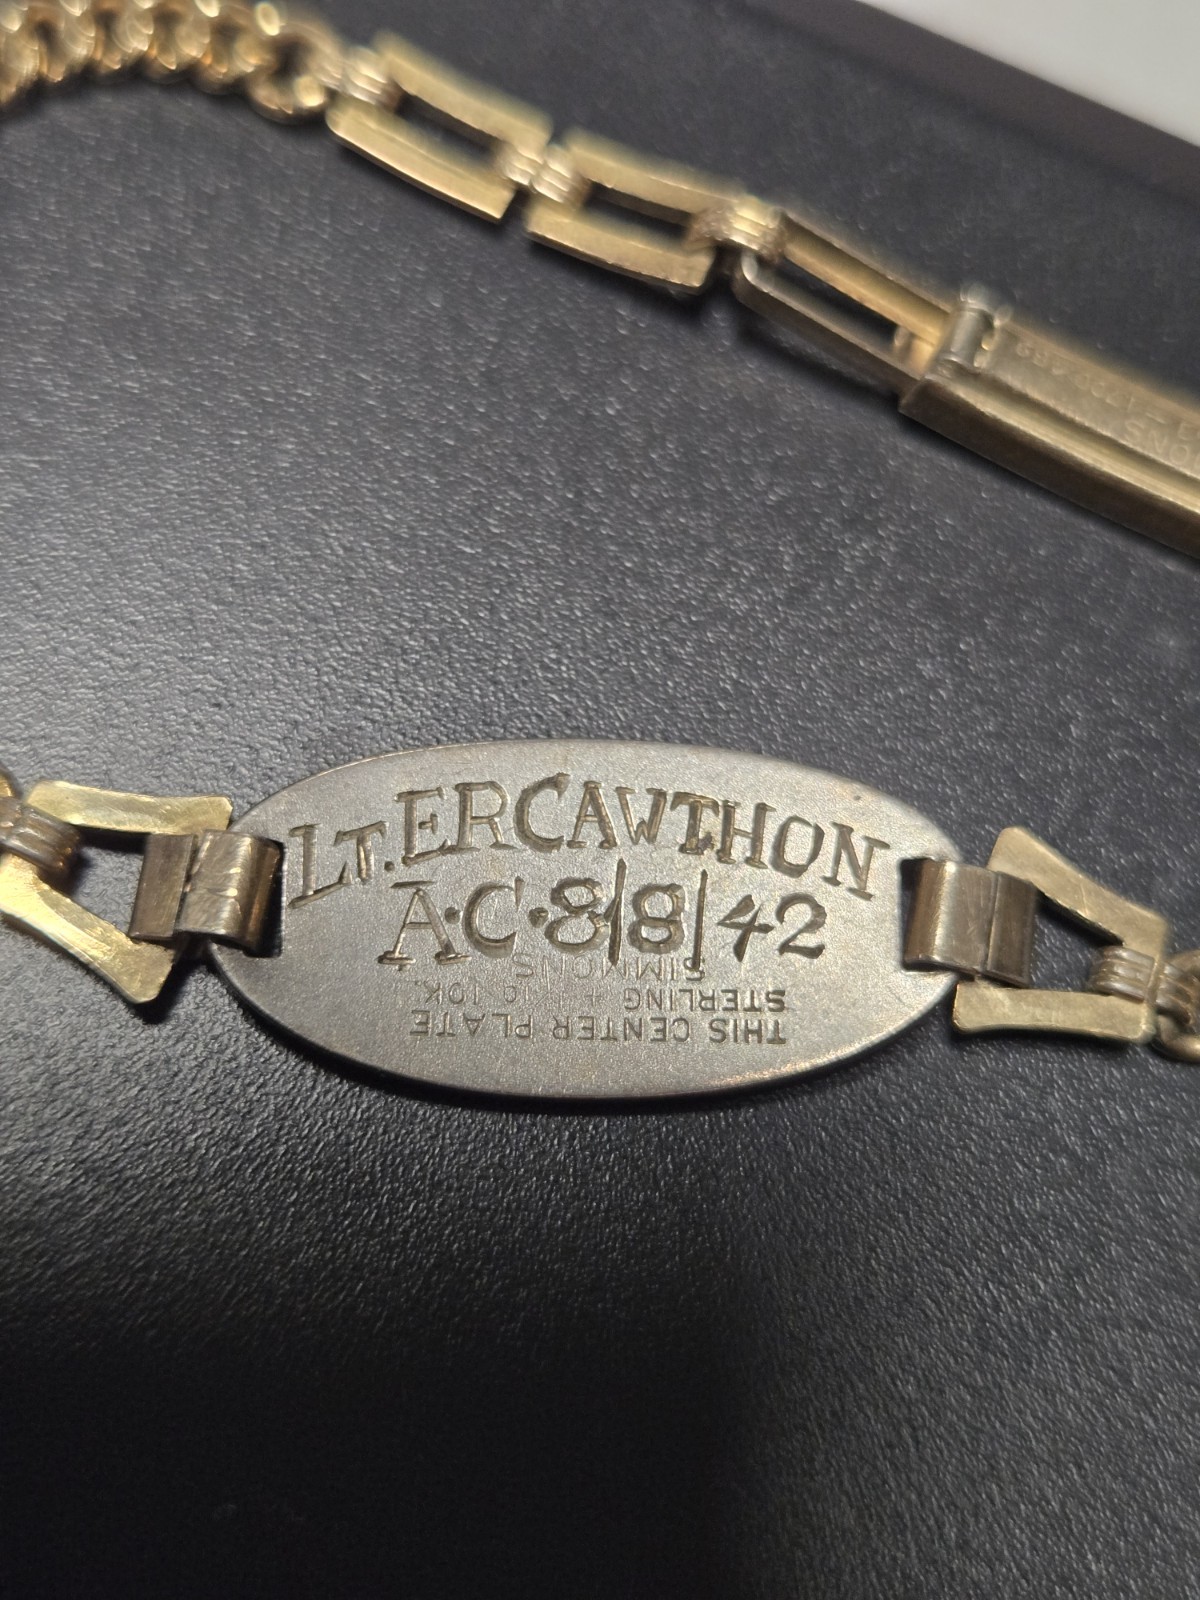 LT. E R CAWTHON
A·C·8/8/42
THIS CENTER PLATE
STERLING + 1/10 10K.
SIMMONS